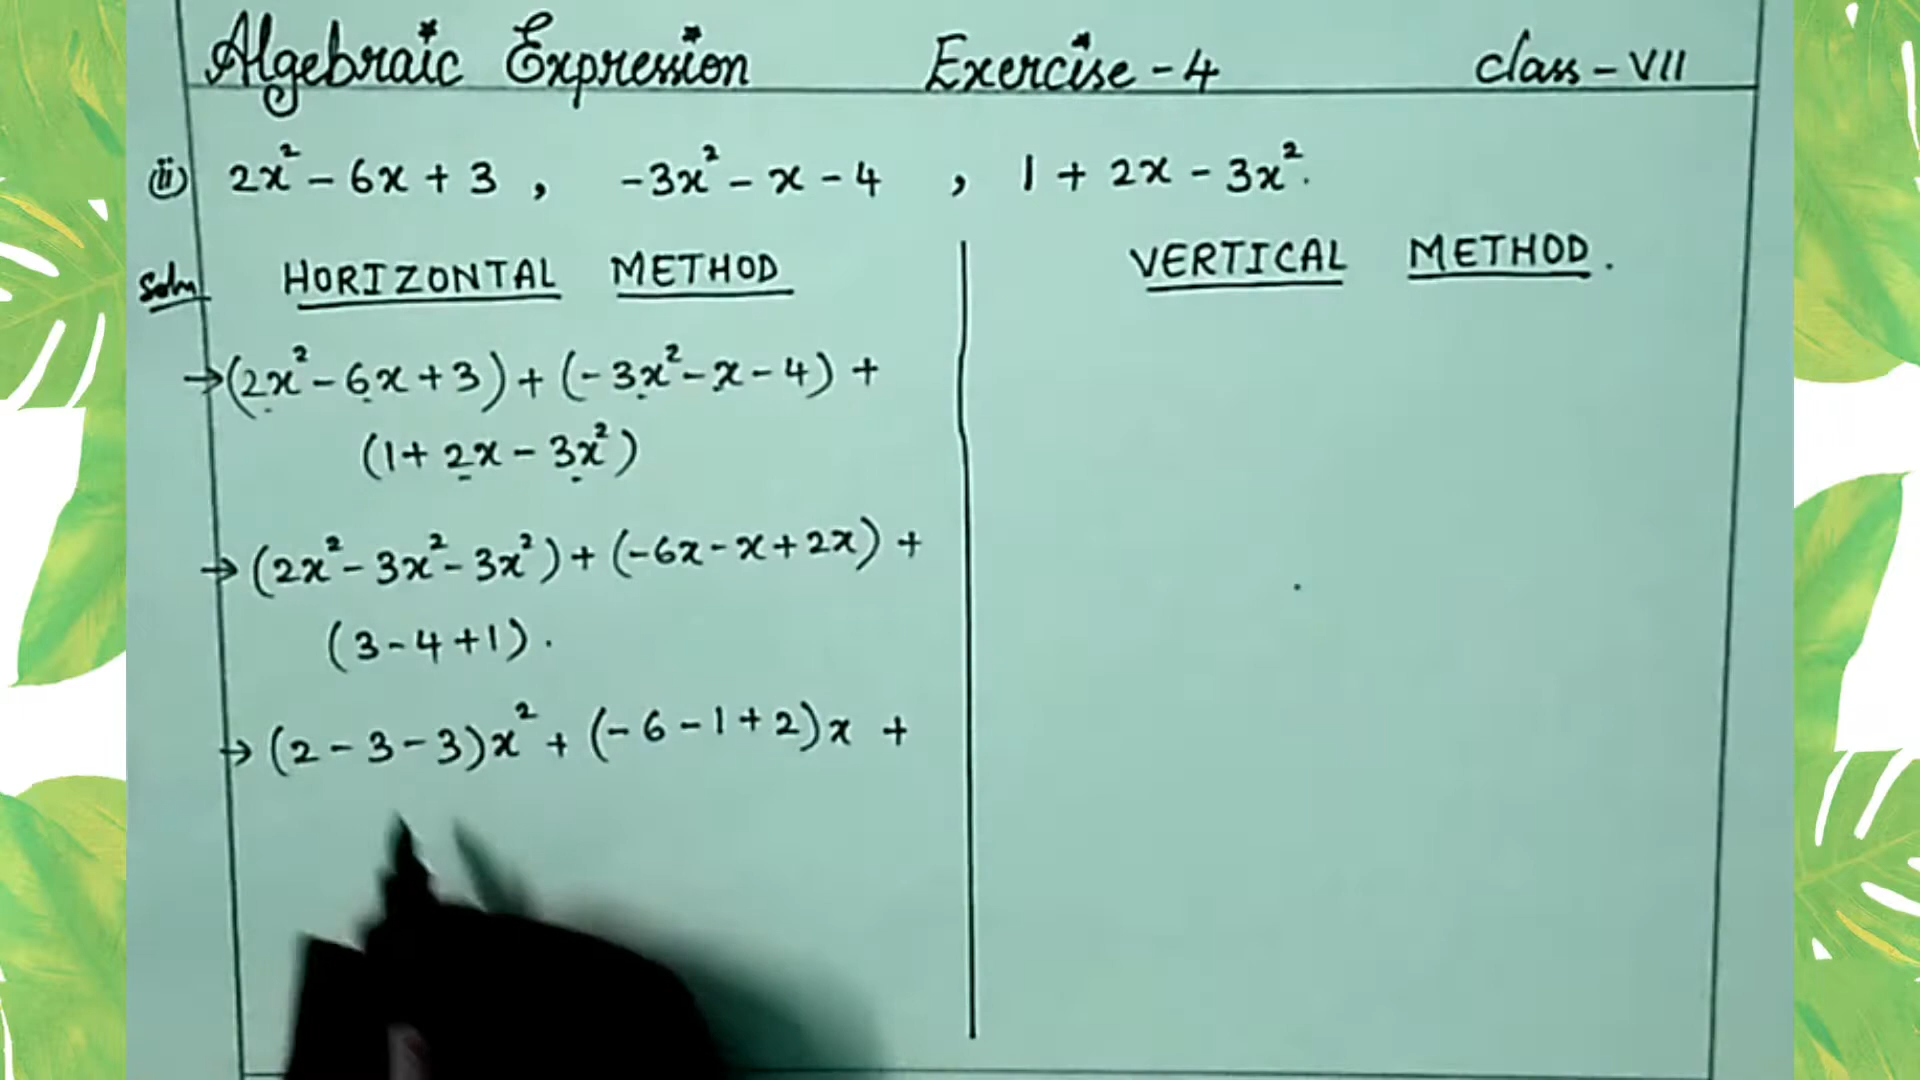 Algebraic Expression Exercise - 4 class - VII
(ii) 2x² - 6x + 3 , -3x² - x - 4 , 1 + 2x - 3x².
Soln HORIZONTAL METHOD
→ (2x² - 6x + 3) + (-3x² - x - 4) +
(1 + 2x - 3x²)
→ (2x² - 3x² - 3x²) + (-6x - x + 2x) +
(3 - 4 + 1).
→ (2 - 3 - 3)x² + (-6 - 1 + 2)x +
VERTICAL METHOD.